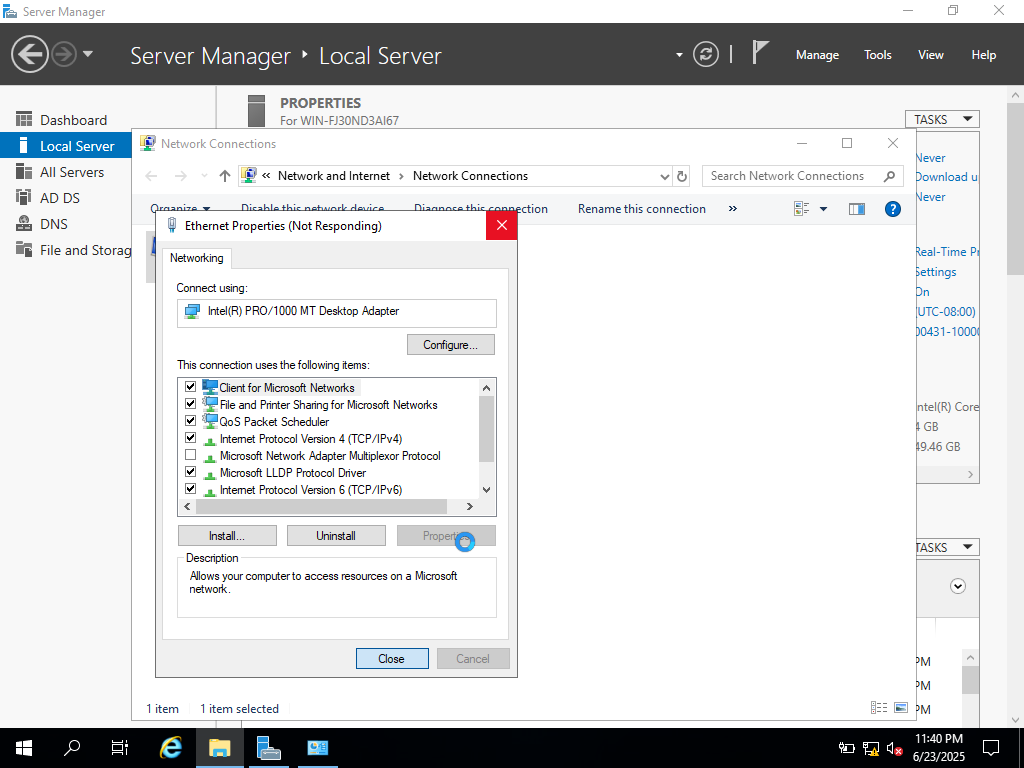 Server Manager
Server Manager ‣ Local Server
Manage Tools View Help
Dashboard
Local Server
All Servers
AD DS
DNS
File and Storag
PROPERTIES
For WIN-FJ30ND3AI67
TASKS
Network Connections
« Network and Internet › Network Connections
Search Network Connections
Organize Disable this network device Diagnose this connection Rename this connection »
Never
Download u
Never
Real-Time Pr
Settings
On
(UTC-08:00)
00431-10000
Intel(R) Core
4 GB
49.46 GB
TASKS
PM
PM
PM
Ethernet Properties (Not Responding)
Networking
Connect using:
Intel(R) PRO/1000 MT Desktop Adapter
Configure...
This connection uses the following items:
Client for Microsoft Networks
File and Printer Sharing for Microsoft Networks
QoS Packet Scheduler
Internet Protocol Version 4 (TCP/IPv4)
Microsoft Network Adapter Multiplexor Protocol
Microsoft LLDP Protocol Driver
Internet Protocol Version 6 (TCP/IPv6)
Install... Uninstall Properties
Description
Allows your computer to access resources on a Microsoft
network.
Close Cancel
1 item 1 item selected
11:40 PM
6/23/2025